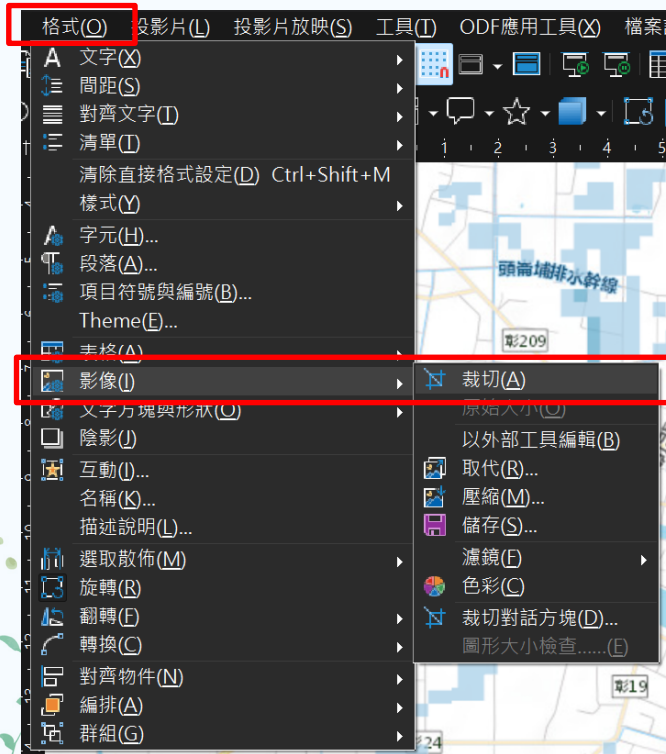 格式(O) 投影片(L) 投影片放映(S) 工具(T) ODF應用工具(X) 檔案
文字(X)
間距(S)
對齊文字(T)
清單(T)
清除直接格式設定(D) Ctrl+Shift+M
樣式(Y)
字元(H)...
段落(A)...
項目符號與編號(B)...
Theme(E)...
表格(A)
影像(I)
文字方塊與形狀(O)
陰影(J)
互動(I)...
名稱(K)...
描述說明(L)...
選取散佈(M)
旋轉(R)
翻轉(F)
轉換(C)
對齊物件(N)
編排(A)
群組(G)
裁切(A)
原始大小(O)
以外部工具編輯(B)
取代(R)...
壓縮(M)...
儲存(S)...
濾鏡(F)
色彩(C)
裁切對話方塊(D)...
圖形大小檢查......(E)
1 2 3 4 5
頭崙埔排水幹線
彰209
彰19
24